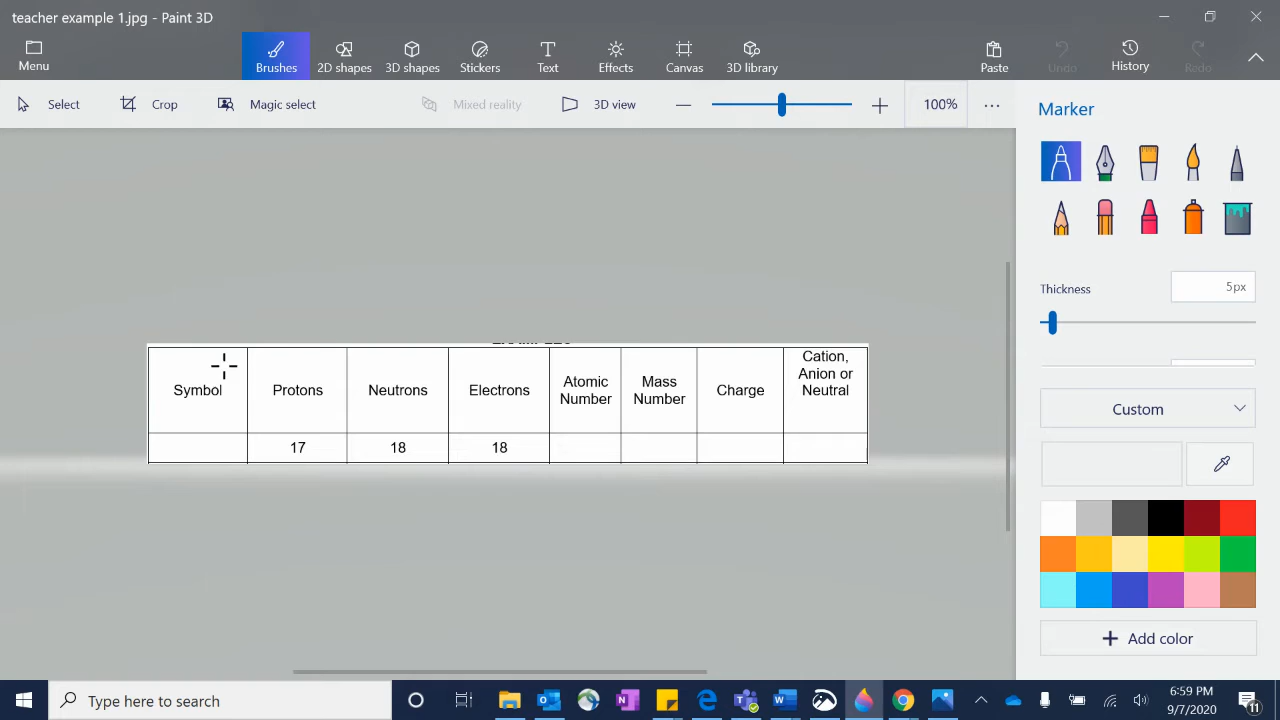 teacher example 1.jpg - Paint 3D
Menu
Brushes
2D shapes
3D shapes
Stickers
Text
Effects
Canvas
3D library
Paste
Undo
History
Redo
Select
Crop
Magic select
Mixed reality
3D view
100%
Marker
Thickness
5px
Custom
Add color
Symbol
Protons
Neutrons
Electrons
Atomic
Number
Mass
Number
Charge
Cation,
Anion or
Neutral
17
18
18
Type here to search
6:59 PM
9/7/2020
11